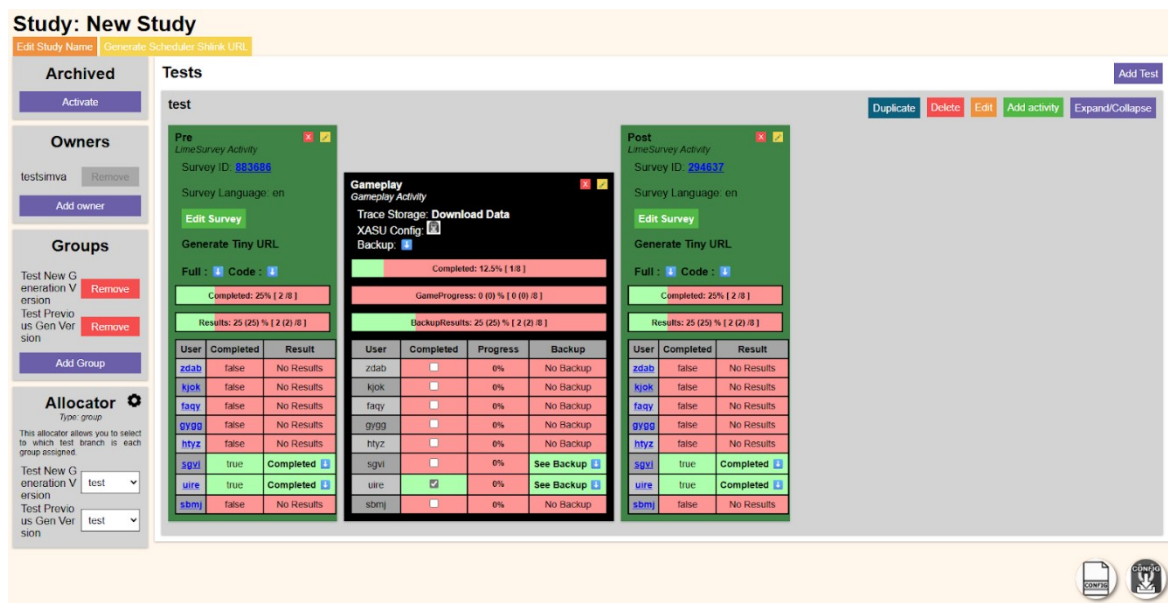 Study: New Study
Edit Study Name Generate Scheduler Shlink URL
Archived
Activate
Owners
testsimva Remove
Add owner
Groups
Test New G
eneration V
ersion
Remove
Test Previo
us Gen Ver
sion
Remove
Add Group
Allocator
Type: group
This allocator allows you to select
to which test branch is each
group assigned.
Test New G
eneration V
ersion
test
Test Previo
us Gen Ver
sion
test
Tests
Add Test
test
Duplicate Delete Edit Add activity Expand/Collapse
Pre
X
LimeSurvey Activity
Survey ID: 883686
Survey Language: en
Edit Survey
Generate Tiny URL
Full : Code :
Completed: 25% [ 2 /8 ]
Results: 25 (25) % [ 2 (2) /8 ]
User Completed Result
zdab false No Results
kjok false No Results
faqy false No Results
gygg false No Results
htyz false No Results
sgvi true Completed
uire true Completed
sbmj false No Results
Gameplay
X
Gameplay Activity
Trace Storage: Download Data
XASU Config:
Backup:
Completed: 12.5% [ 1/8 ]
GameProgress: 0 (0) % [ 0 (0) /8 ]
BackupResults: 25 (25) % [ 2 (2) /8 ]
User Completed Progress Backup
zdab 0% No Backup
kjok 0% No Backup
faqy 0% No Backup
gygg 0% No Backup
htyz 0% No Backup
sgvi 0% See Backup
uire 0% See Backup
sbmj 0% No Backup
Post
X
LimeSurvey Activity
Survey ID: 294637
Survey Language: en
Edit Survey
Generate Tiny URL
Full : Code :
Completed: 25% [ 2 /8 ]
Results: 25 (25) % [ 2 (2) /8 ]
User Completed Result
zdab false No Results
kjok false No Results
faqy false No Results
gygg false No Results
htyz false No Results
sgvi true Completed
uire true Completed
sbmj false No Results
CONFIG
CONFIG